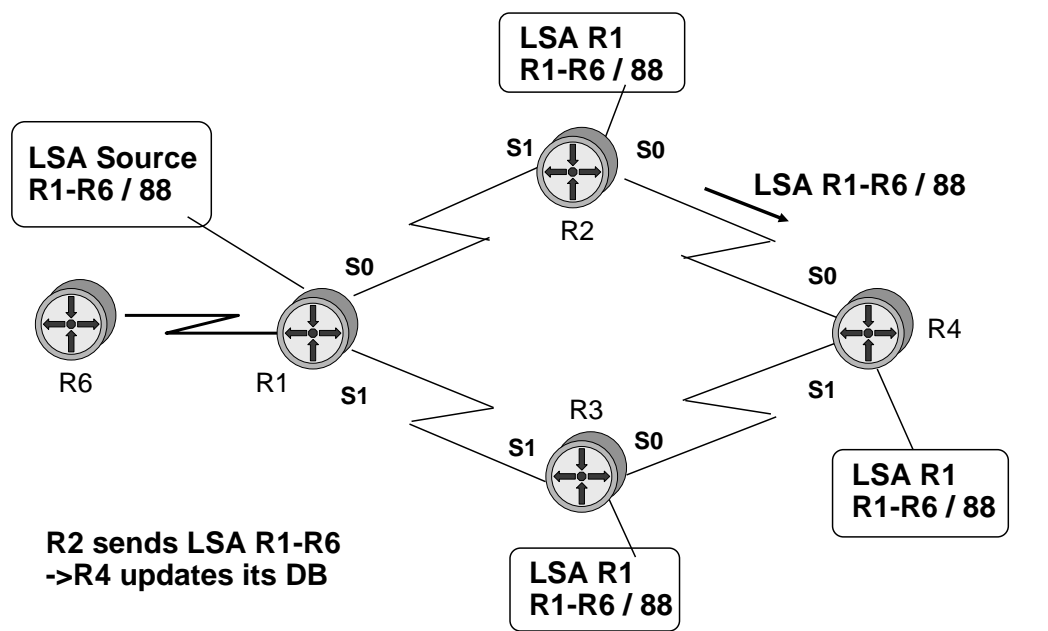 LSA R1
R1-R6 / 88
LSA Source
R1-R6 / 88
S1
S0
LSA R1-R6 / 88
R2
S0
S0
R6
R1
R4
S1
S1
R3
S1
S0
LSA R1
R1-R6 / 88
R2 sends LSA R1-R6
->R4 updates its DB
LSA R1
R1-R6 / 88